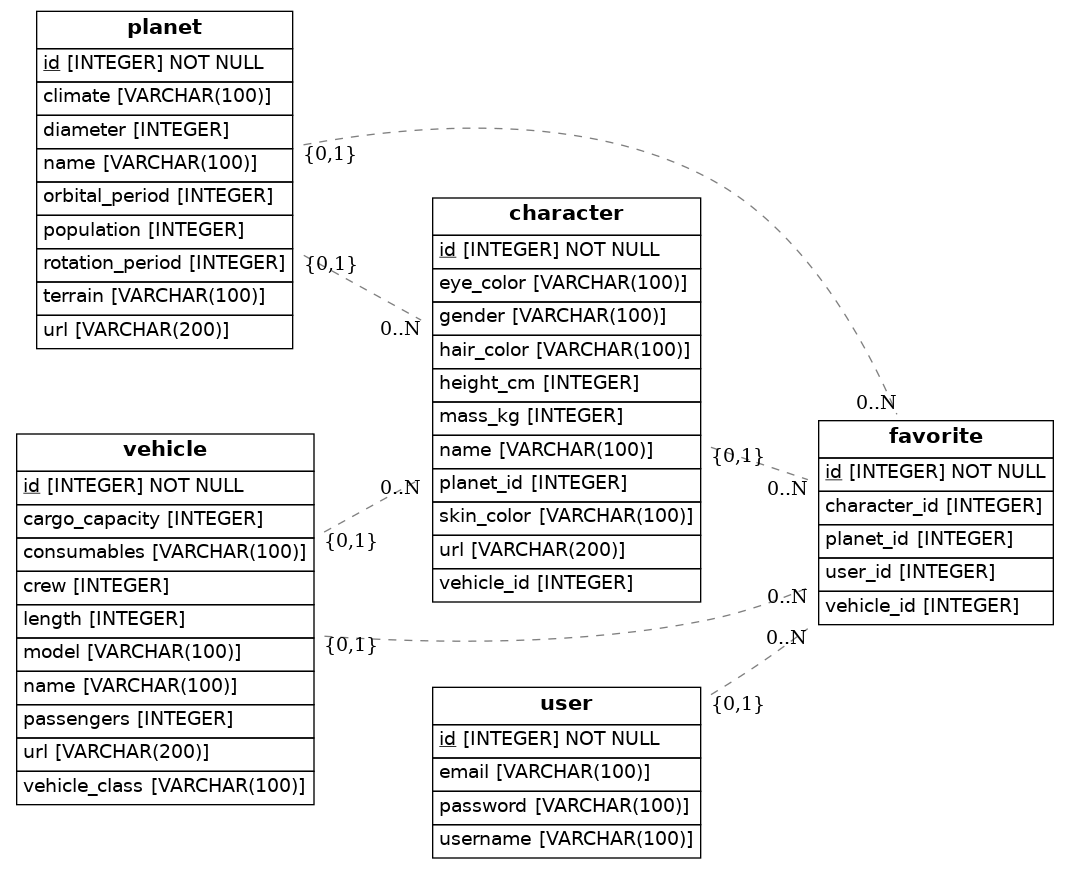 planet
id [INTEGER] NOT NULL
climate [VARCHAR(100)]
diameter [INTEGER]
name [VARCHAR(100)]
orbital_period [INTEGER]
population [INTEGER]
rotation_period [INTEGER]
terrain [VARCHAR(100)]
url [VARCHAR(200)]
{0,1}
{0,1}
0..N
character
id [INTEGER] NOT NULL
eye_color [VARCHAR(100)]
gender [VARCHAR(100)]
hair_color [VARCHAR(100)]
height_cm [INTEGER]
mass_kg [INTEGER]
name [VARCHAR(100)]
planet_id [INTEGER]
skin_color [VARCHAR(100)]
url [VARCHAR(200)]
vehicle_id [INTEGER]
0..N
{0,1}
0..N
favorite
id [INTEGER] NOT NULL
character_id [INTEGER]
planet_id [INTEGER]
user_id [INTEGER]
vehicle_id [INTEGER]
vehicle
id [INTEGER] NOT NULL
cargo_capacity [INTEGER]
consumables [VARCHAR(100)]
crew [INTEGER]
length [INTEGER]
model [VARCHAR(100)]
name [VARCHAR(100)]
passengers [INTEGER]
url [VARCHAR(200)]
vehicle_class [VARCHAR(100)]
0..N
{0,1}
0..N
{0,1}
0..N
{0,1}
user
id [INTEGER] NOT NULL
email [VARCHAR(100)]
password [VARCHAR(100)]
username [VARCHAR(100)]